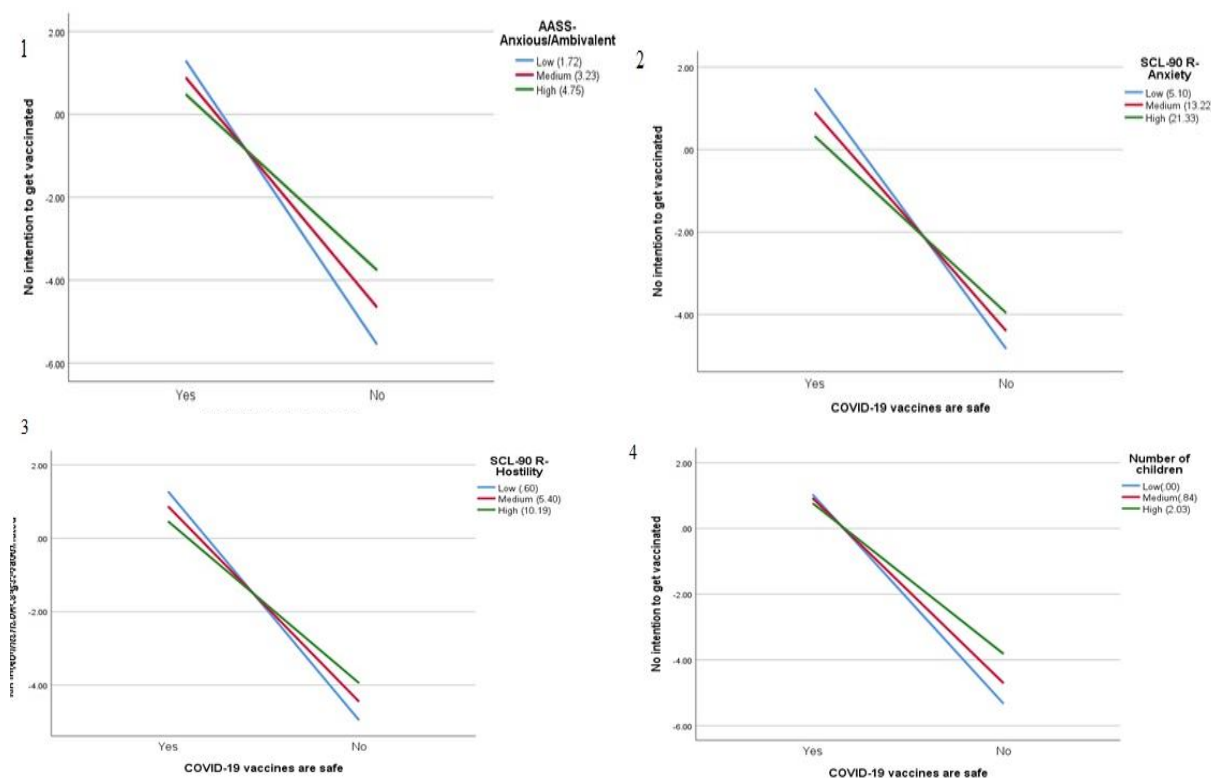 1
AASS-
Anxious/Ambivalent
Low (1.72)
Medium (3.23)
High (4.75)
2.00
.00
-2.00
-4.00
-6.00
No intention to get vaccinated
Yes
No
2
SCL-90 R-
Anxiety
Low (5.10)
Medium (13.22
High (21.33)
2.00
.00
-2.00
-4.00
No intention to get vaccinated
Yes
No
COVID-19 vaccines are safe
3
SCL-90 R-
Hostility
Low (.60)
Medium (5.40)
High (10.19)
2.00
.00
-2.00
-4.00
Yes
No
COVID-19 vaccines are safe
4
Number of
children
Low(.00)
Medium(.84)
High (2.03)
2.00
.00
-2.00
-4.00
-6.00
No intention to get vaccinated
Yes
No
COVID-19 vaccines are safe